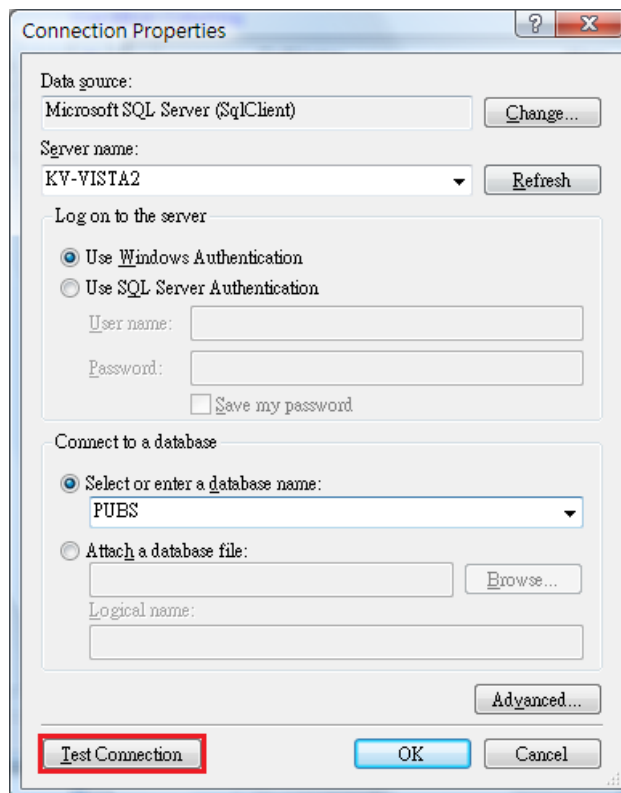 Connection Properties
?
Data source:
Microsoft SQL Server (SqlClient)
Change...
Server name:
KV-VISTA2
Refresh
Log on to the server
Use Windows Authentication
Use SQL Server Authentication
User name:
Password:
Save my password
Connect to a database
Select or enter a database name:
PUBS
Attach a database file:
Browse...
Logical name:
Advanced...
Test Connection
OK
Cancel